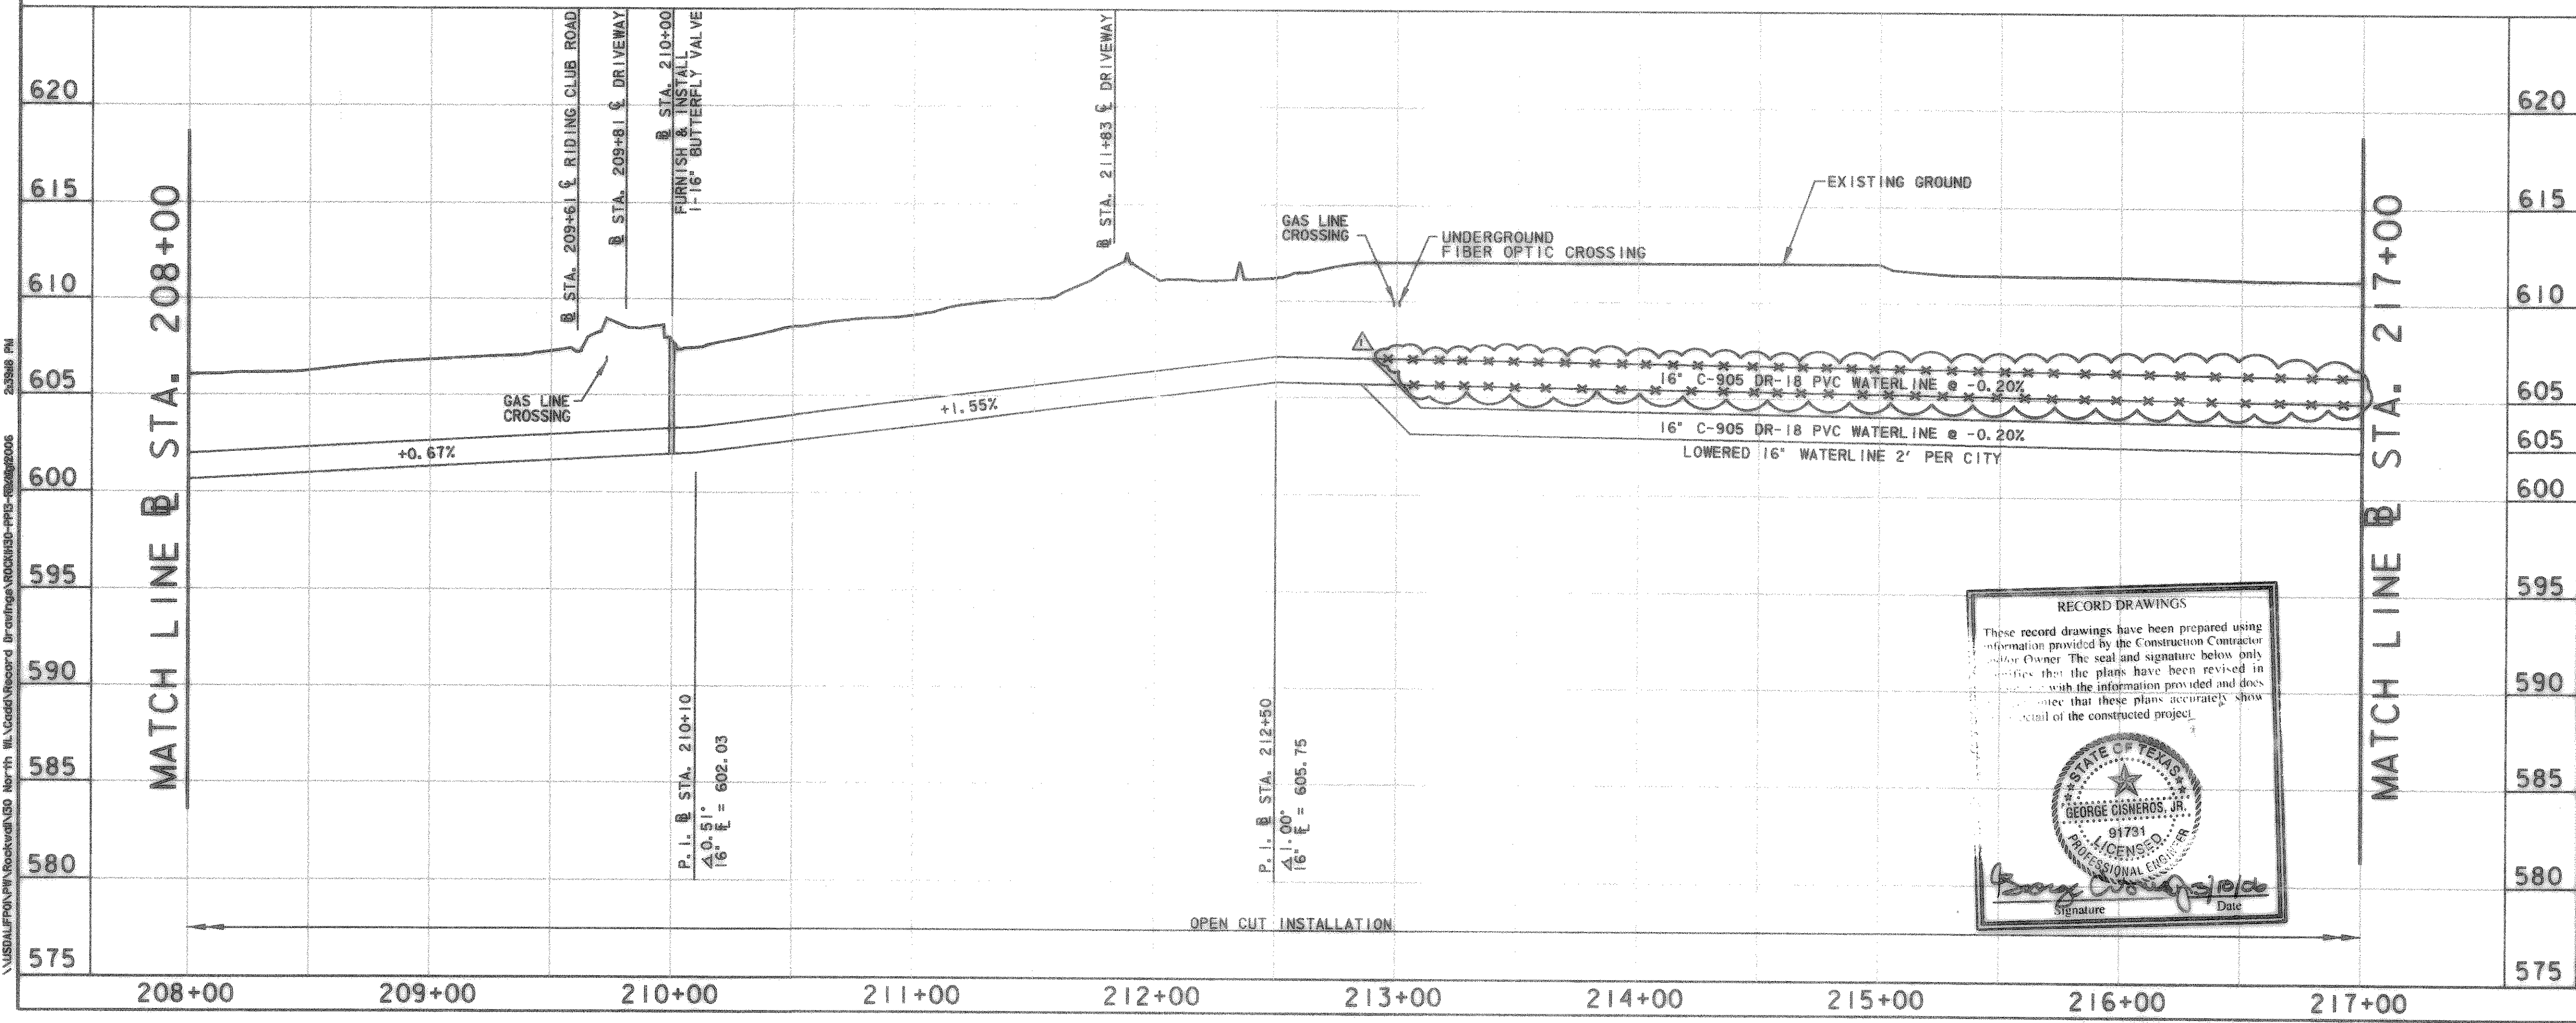 620
615
610
605
600
595
590
585
580
575
MATCH LINE ℄ STA. 208+00
℄ STA. 209+61 ℄ RIDING CLUB ROAD
℄ STA. 209+81 ℄ DRIVEWAY
℄ STA. 210+00
FURNISH & INSTALL
1-16" BUTTERFLY VALVE
℄ STA. 211+83 ℄ DRIVEWAY
GAS LINE
CROSSING
+0.67%
+1.55%
GAS LINE
CROSSING
UNDERGROUND
FIBER OPTIC CROSSING
EXISTING GROUND
1
16" C-905 DR-18 PVC WATERLINE @ -0.20%
16" C-905 DR-18 PVC WATERLINE @ -0.20%
LOWERED 16" WATERLINE 2' PER CITY
P.I. ℄ STA. 210+10
Δ0.51°
16" ℄ = 602.03
P.I. ℄ STA. 212+50
Δ1.00°
16" ℄ = 605.75
OPEN CUT INSTALLATION
RECORD DRAWINGS
These record drawings have been prepared using
information provided by the Construction Contractor
and/or Owner The seal and signature below only
that the plans have been revised in
with the information provided and does
that these plans accurately show
detail of the constructed project
STATE OF TEXAS
GEORGE CISNEROS, JR.
91731
LICENSED
PROFESSIONAL ENGINEER
5/10/06
Signature Date
MATCH LINE ℄ STA. 217+00
620
615
610
605
605
600
595
590
585
580
575
208+00 209+00 210+00 211+00 212+00 213+00 214+00 215+00 216+00 217+00